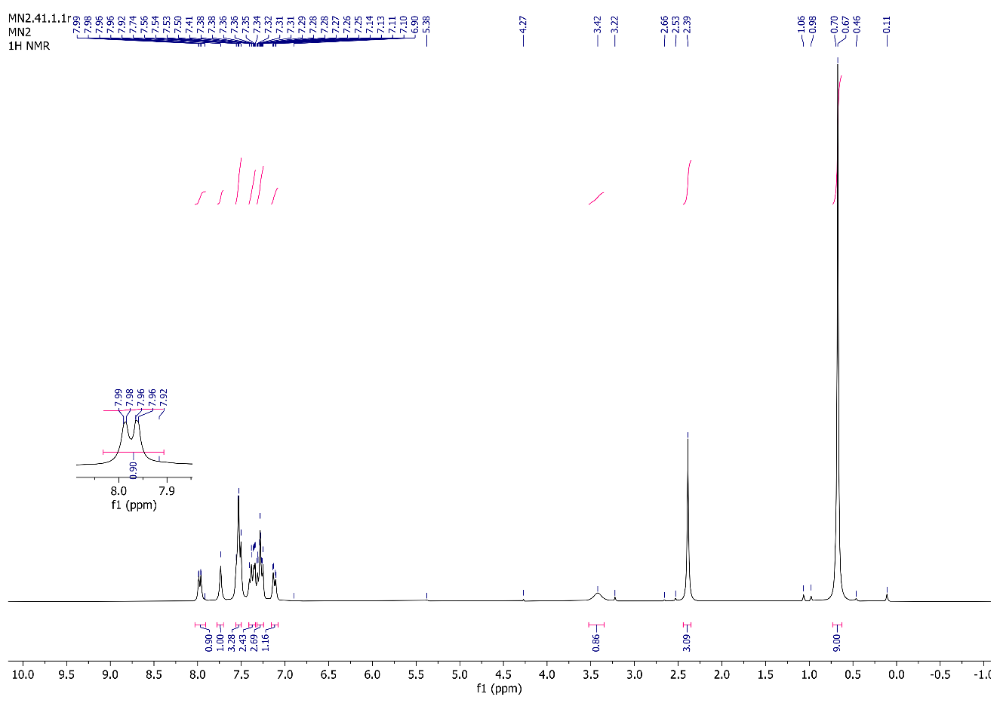 MN2.41.1.1r
MN2
1H NMR
7.99 7.98 7.96 7.96 7.92 7.74 7.56 7.54 7.53 7.50 7.41 7.38 7.38 7.36 7.36 7.35 7.34 7.32 7.31 7.31 7.29 7.28 7.28 7.27 7.26 7.25 7.14 7.13 7.11 7.10 6.90 5.38 4.27 3.42 3.22 2.66 2.53 2.39 1.06 0.98 0.70 0.67 0.46 0.11
7.99 7.98 7.96 7.96 7.92
0.90
8.0 7.9
f1 (ppm)
0.90 1.00 3.28 2.43 2.69 1.16 0.86 3.09 9.00
10.0 9.5 9.0 8.5 8.0 7.5 7.0 6.5 6.0 5.5 5.0 4.5 4.0 3.5 3.0 2.5 2.0 1.5 1.0 0.5 0.0 -0.5 -1.0
f1 (ppm)